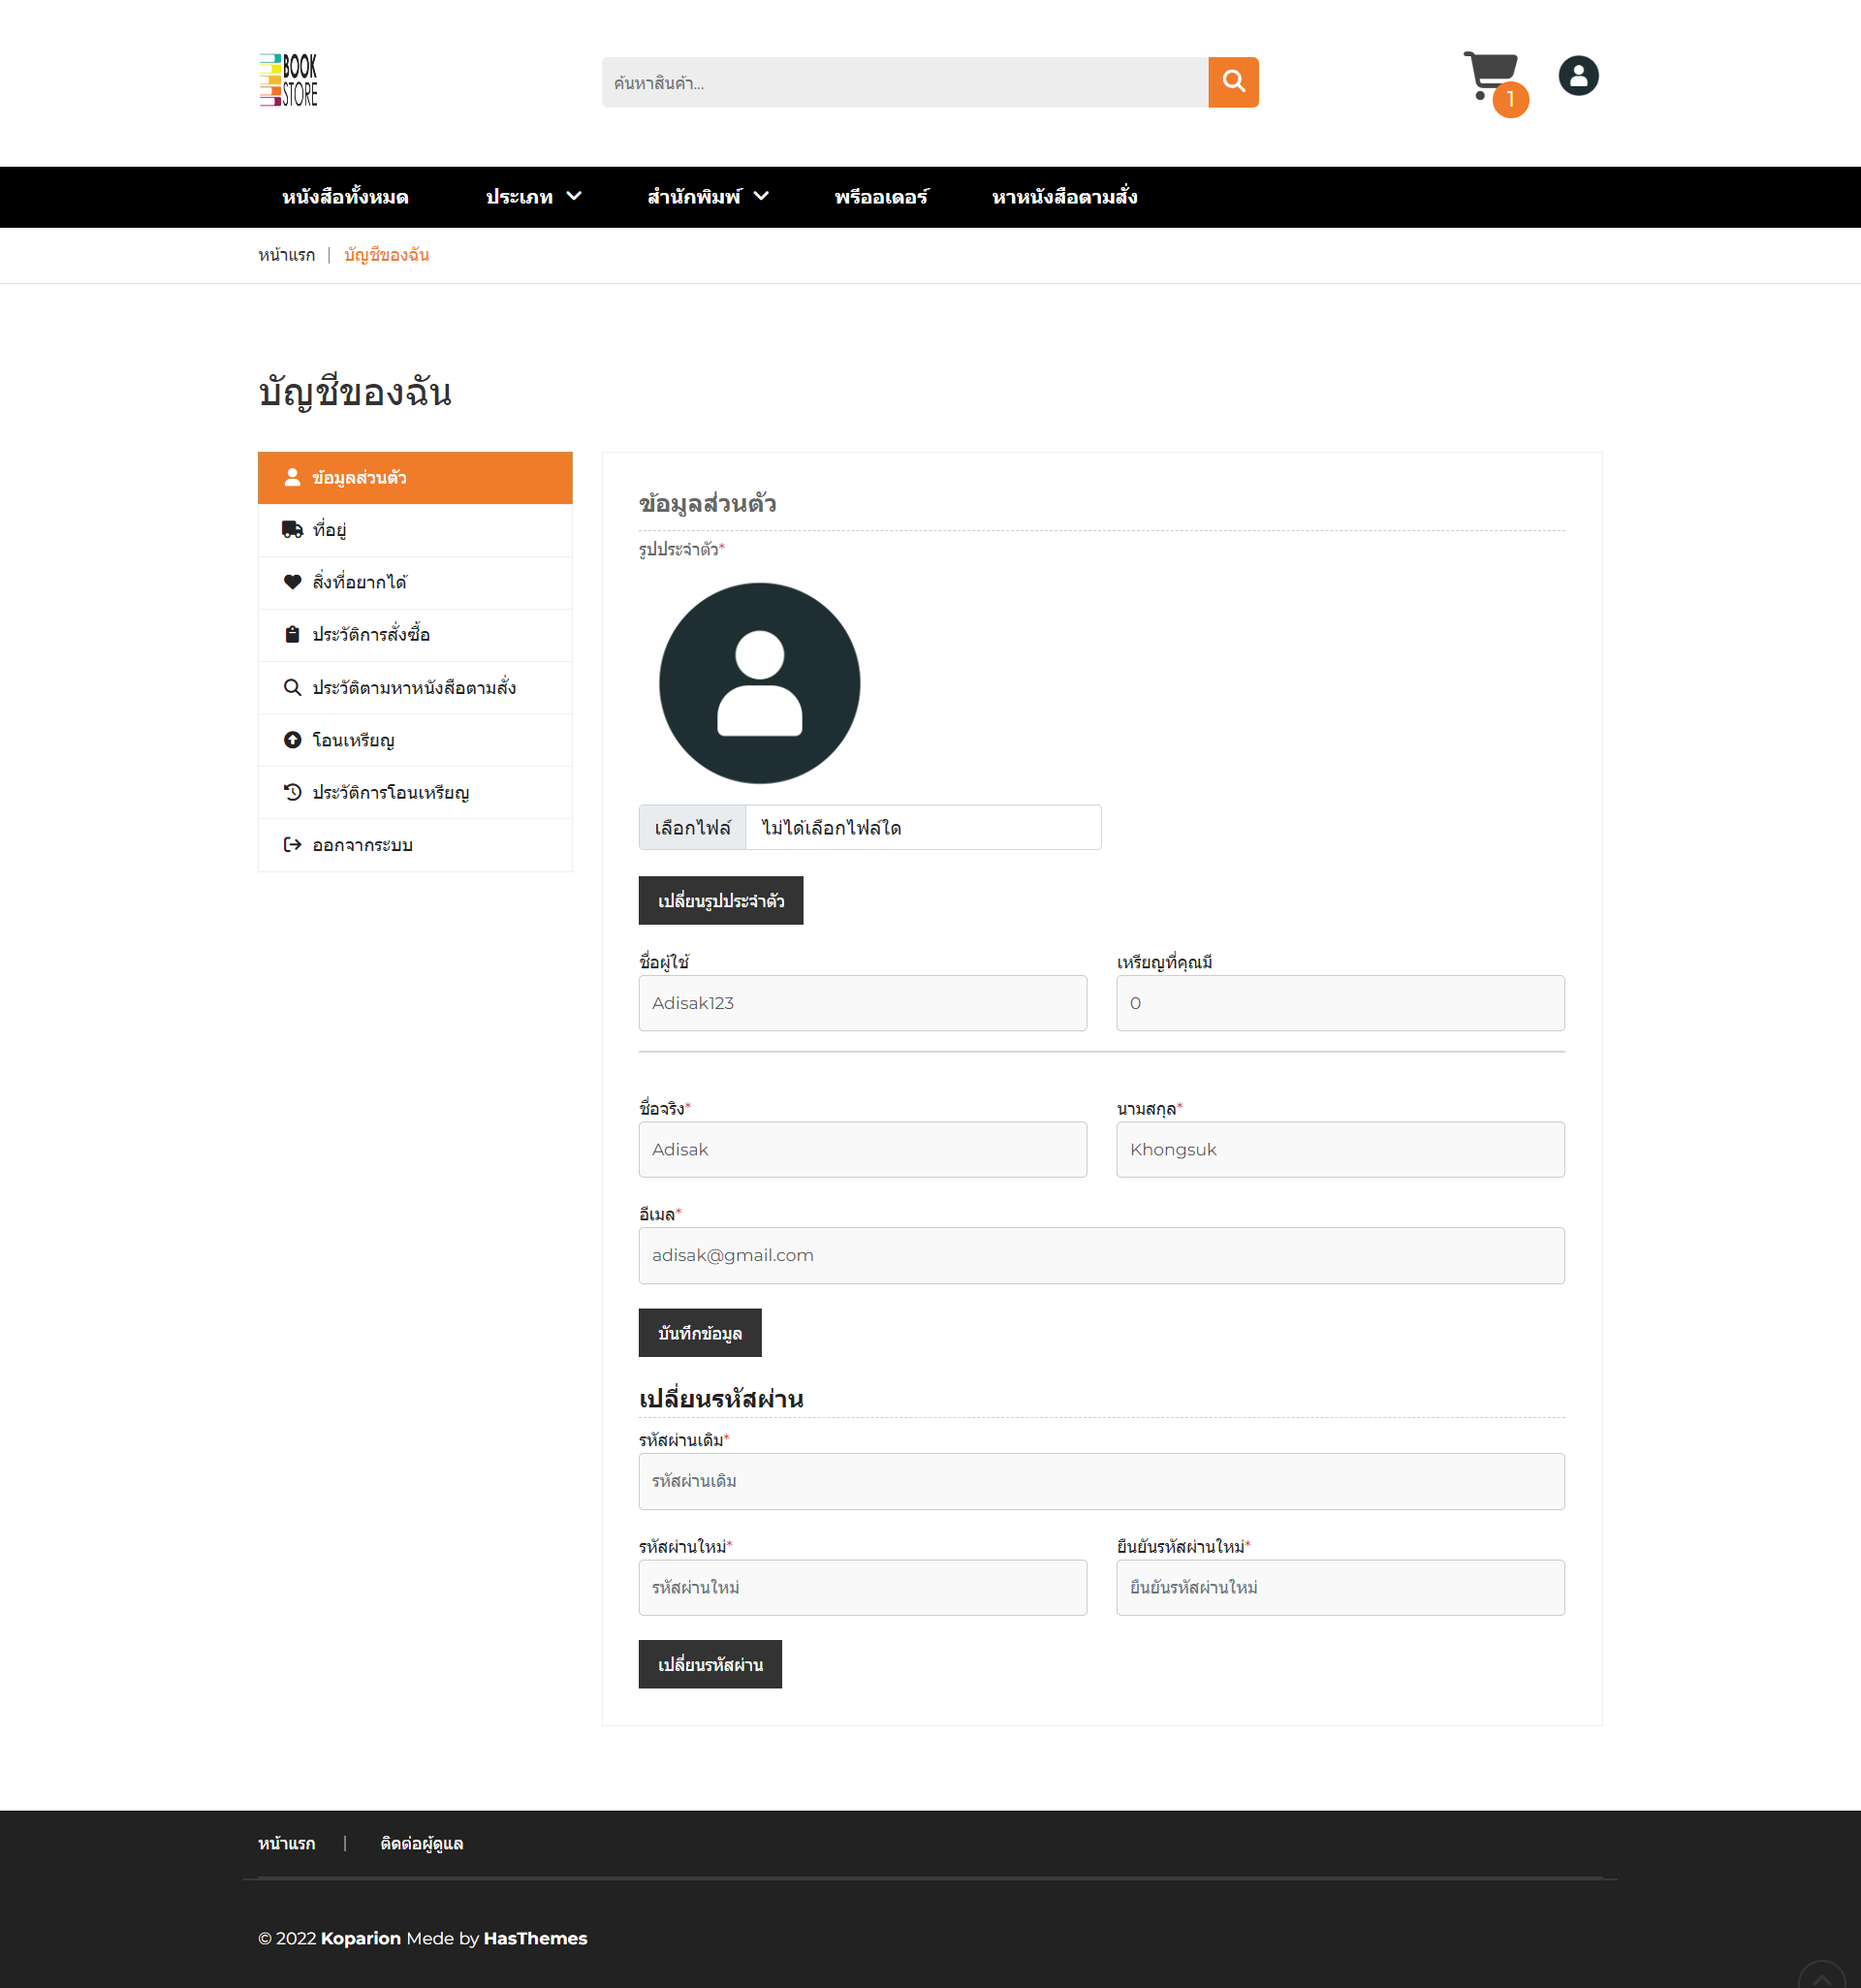 BOOK
STORE
ค้นหาสินค้า...
1
หนังสือทั้งหมด ประเภท สำนักพิมพ์ พรีออเดอร์ หาหนังสือตามสั่ง
หน้าแรก | บัญชีของฉัน
บัญชีของฉัน
ข้อมูลส่วนตัว
ที่อยู่
สิ่งที่อยากได้
ประวัติการสั่งซื้อ
ประวัติตามหาหนังสือตามสั่ง
โอนเหรียญ
ประวัติการโอนเหรียญ
ออกจากระบบ
ข้อมูลส่วนตัว
รูปประจำตัว*
เลือกไฟล์ ไม่ได้เลือกไฟล์ใด
เปลี่ยนรูปประจำตัว
ชื่อผู้ใช้ เหรียญที่คุณมี
Adisak123 0
ชื่อจริง* นามสกุล*
Adisak Khongsuk
อีเมล*
adisak@gmail.com
บันทึกข้อมูล
เปลี่ยนรหัสผ่าน
รหัสผ่านเดิม*
รหัสผ่านเดิม
รหัสผ่านใหม่* ยืนยันรหัสผ่านใหม่*
รหัสผ่านใหม่ ยืนยันรหัสผ่านใหม่
เปลี่ยนรหัสผ่าน
หน้าแรก | ติดต่อผู้ดูแล
© 2022 Koparion Mede by HasThemes